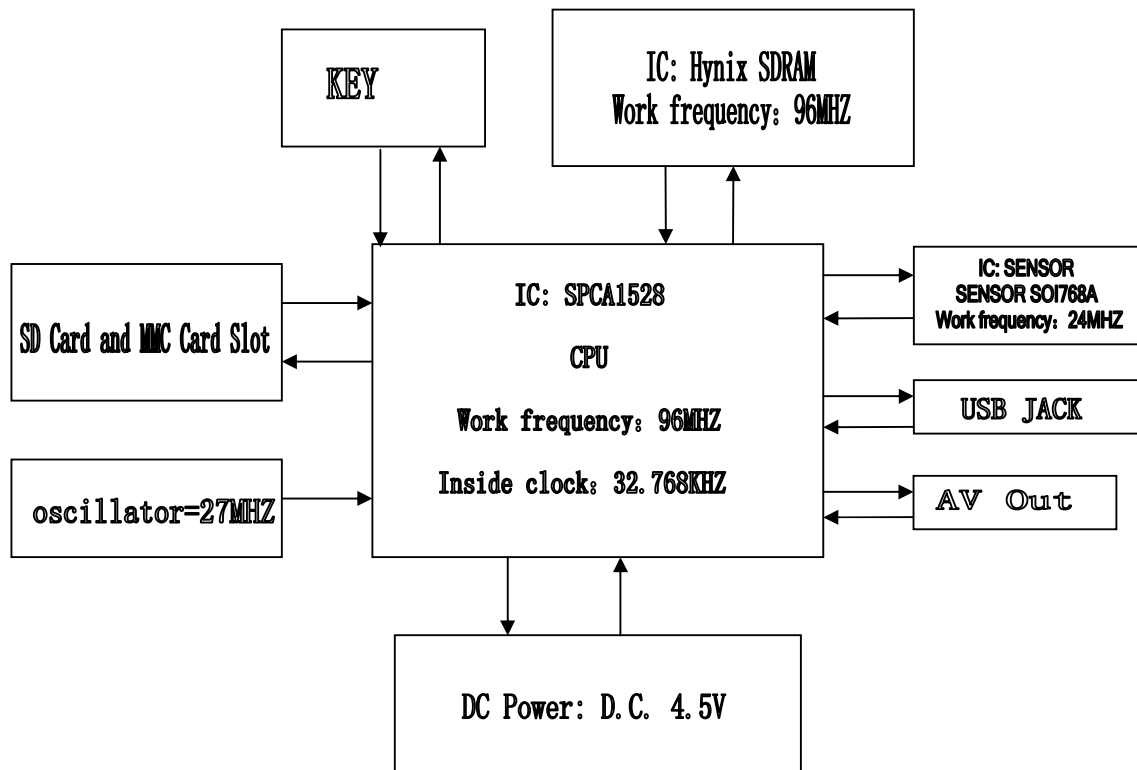 KEY
IC: Hynix SDRAM
Work frequency: 96MHZ
SD Card and MMC Card Slot
oscillator=27MHZ
IC: SPCA1528
CPU
Work frequency: 96MHZ
Inside clock: 32.768KHZ
IC: SENSOR
SENSOR SOI768A
Work frequency: 24MHZ
USB JACK
AV Out
DC Power: D.C. 4.5V